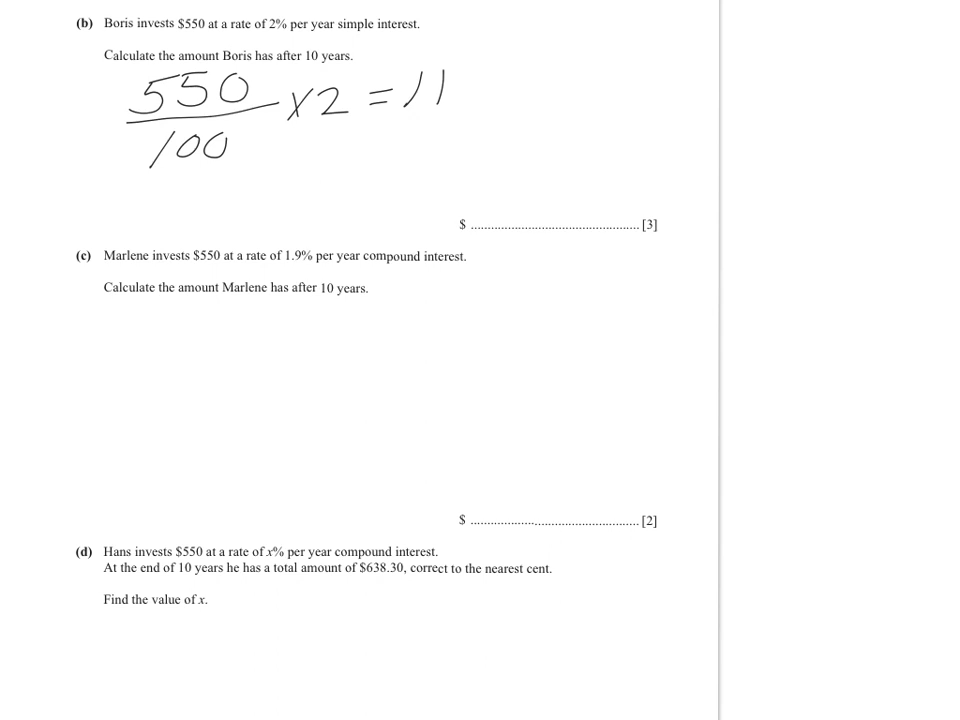 (b) Boris invests $550 at a rate of 2% per year simple interest.
Calculate the amount Boris has after 10 years.
550 x2 = 11
100
$ .................................................. [3]
(c) Marlene invests $550 at a rate of 1.9% per year compound interest.
Calculate the amount Marlene has after 10 years.
$ .................................................. [2]
(d) Hans invests $550 at a rate of x% per year compound interest.
At the end of 10 years he has a total amount of $638.30, correct to the nearest cent.
Find the value of x.